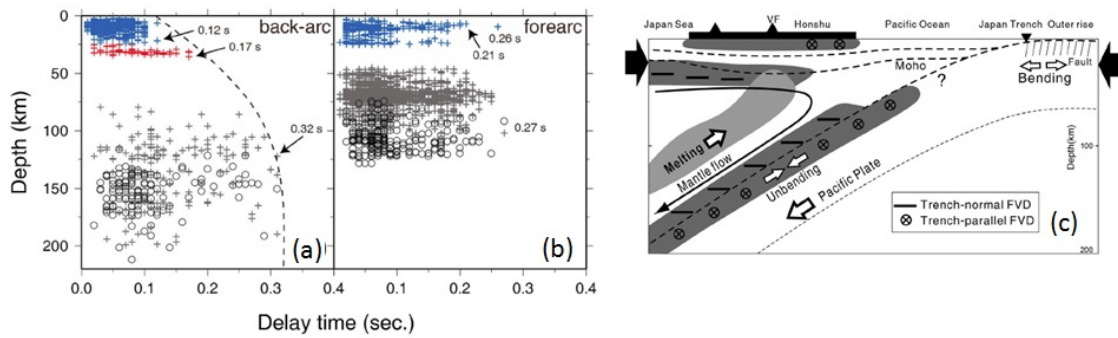 back-arc
0.12 s
0.17 s
0.32 s
(a)
0
50
100
150
200
Depth (km)
0.0
0.1
0.2
0.3
forearc
0.26 s
0.21 s
0.27 s
(b)
0.4
0.1
0.2
0.3
0.4
Delay time (sec.)
Japan Sea
VF
Honshu
Pacific Ocean
Japan Trench
Outer rise
Moho
Fault
Bending
?
Melting
Mantle flow
Unbending
Pacific Plate
100
Depth(km)
200
Trench-normal FVD
Trench-parallel FVD
(c)